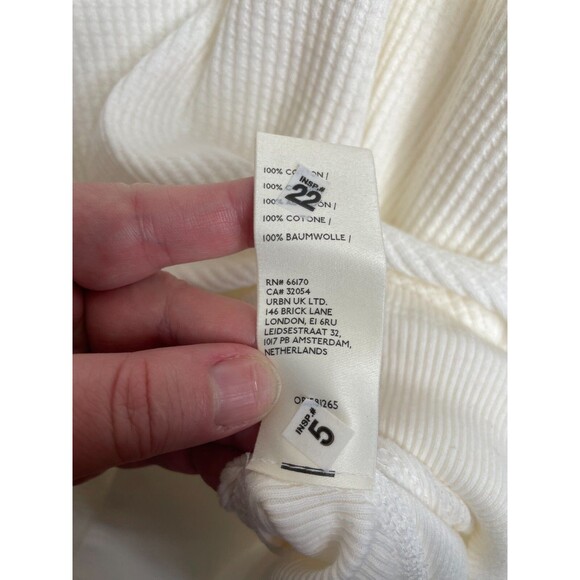 100% /
INSP.#
22
100%
100%
100% COTONE /
100% BAUMWOLLE /
RN# 66170
CA# 32054
URBN UK LTD.
146 BRICK LANE
LONDON, E1 6RU
LEIDSESTRAAT 32,
1017 PB AMSTERDAM,
NETHERLANDS
INSP.#
5